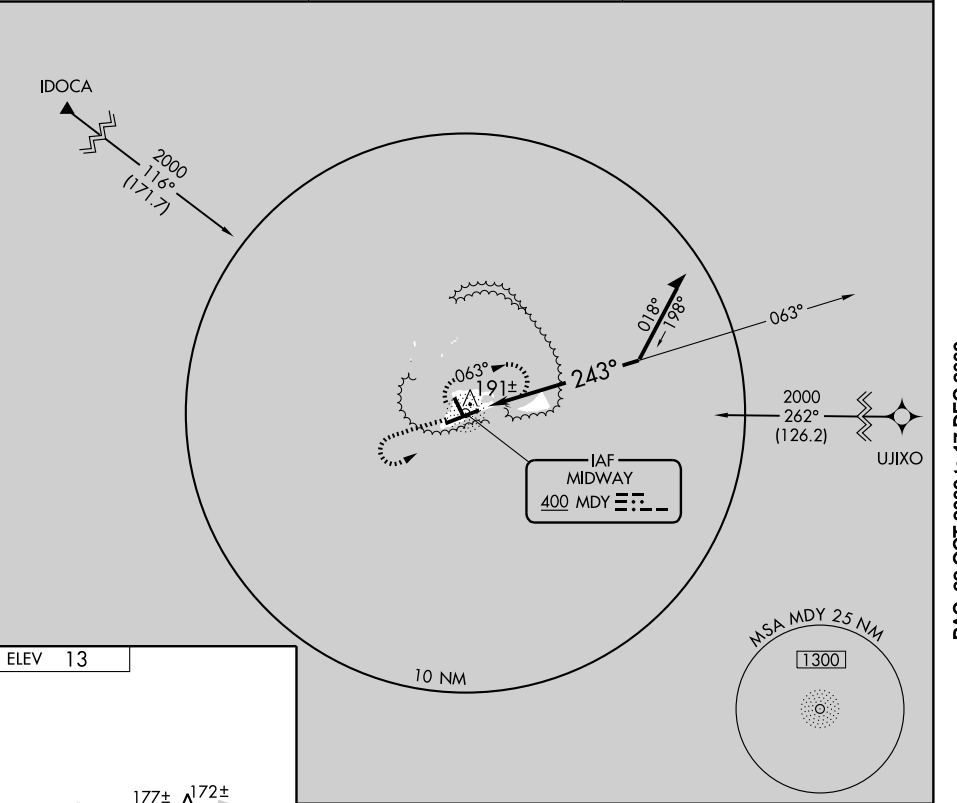 IDOCA
2000
116°
(171.7)
018°
198°
063°
063°
191±
243°
2000
262°
(126.2)
UJIXO
IAF
MIDWAY
400 MDY
MSA MDY 25 NM
1300
10 NM
ELEV 13
177±
172±